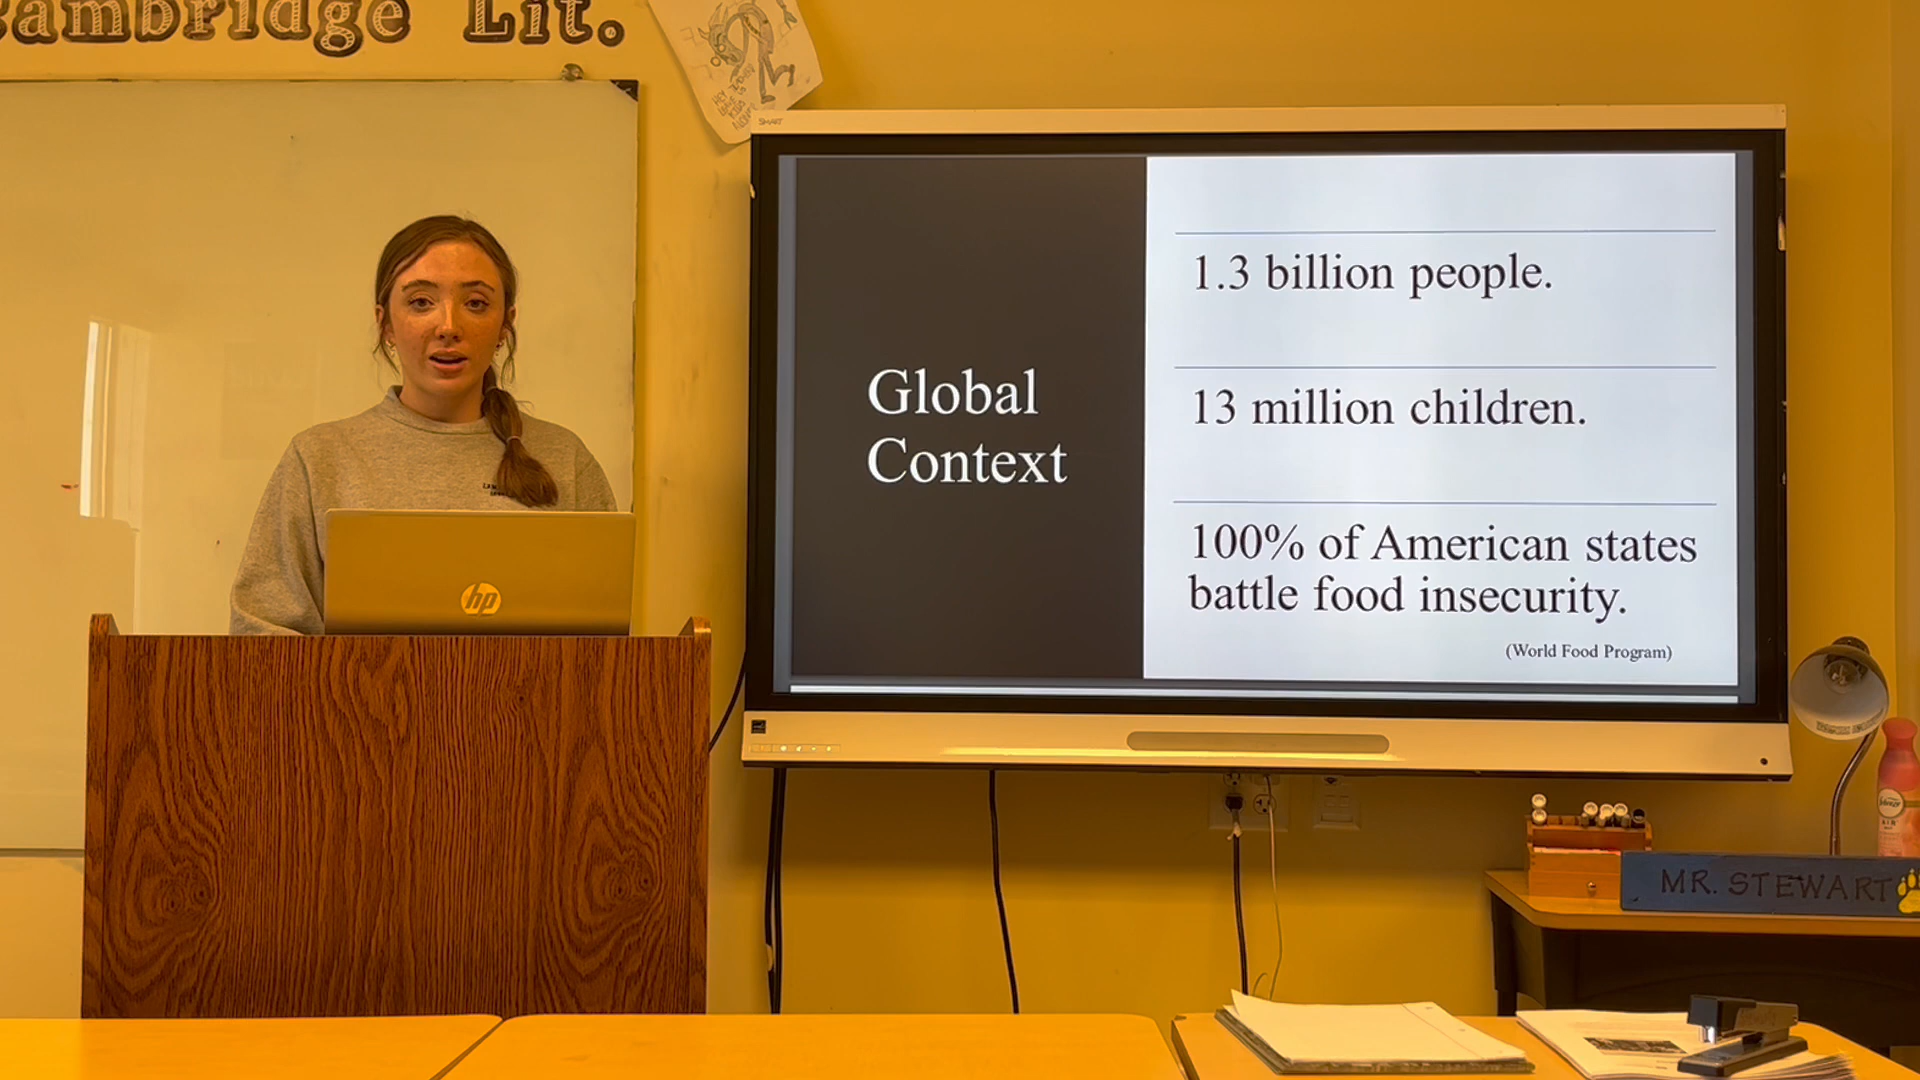 Cambridge Lit.
SMART
Global
Context
1.3 billion people.
13 million children.
100% of American states
battle food insecurity.
(World Food Program)
hp
MR. STEWART